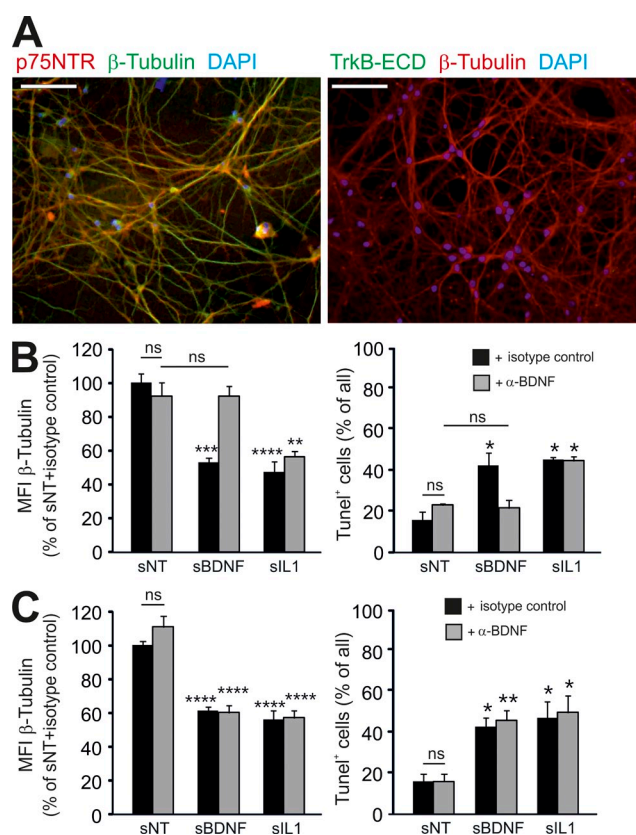 A
p75NTR β-Tubulin DAPI
TrkB-ECD β-Tubulin DAPI
B
MFI β-Tubulin
(% of sNT+isotype control)
120
100
80
60
40
20
0
ns
ns
***
****
**
sNT sBDNF sIL1
Tunel⁺ cells (% of all)
100
80
60
40
20
0
+ isotype control
+ α-BDNF
ns
ns
*
* *
sNT sBDNF sIL1
C
MFI β-Tubulin
(% of sNT+isotype control)
120
100
80
60
40
20
0
ns
**** ****
**** ****
sNT sBDNF sIL1
Tunel⁺ cells (% of all)
100
80
60
40
20
0
+ isotype control
+ α-BDNF
ns
* **
* *
sNT sBDNF sIL1